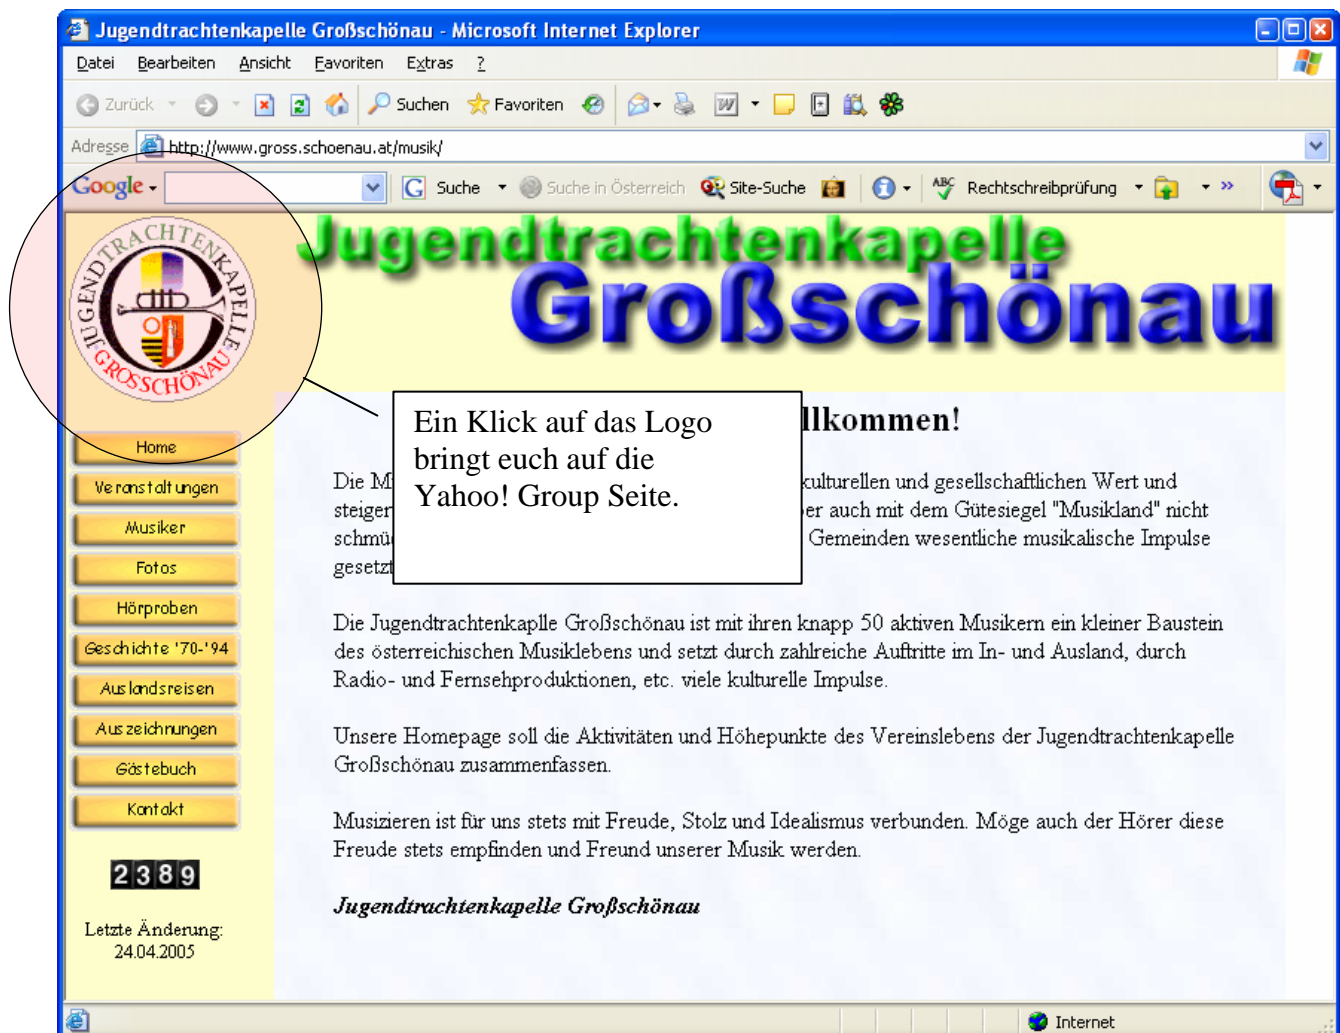 Jugendtrachtenkapelle Großschönau - Microsoft Internet Explorer
Datei Bearbeiten Ansicht Favoriten Extras ?
Zurück Suchen Favoriten W
Adresse http://www.gross.schoenau.at/musik/
Google G Suche Suche in Österreich Site-Suche ABC Rechtschreibprüfung
JUGENDTRACHTENKAPELLE
GROSSCHÖNAU
Jugendtrachtenkapelle
Großschönau
Ein Klick auf das Logo
bringt euch auf die
Yahoo! Group Seite.
llkommen!
Home
Veranstaltungen
Musiker
Fotos
Hörproben
Geschichte '70-'94
Auslandsreisen
Auszeichnungen
Gästebuch
Kontakt
2389
Letzte Änderung:
24.04.2005
Die M kulturellen und gesellschaftlichen Wert und
steiger er auch mit dem Gütesiegel "Musikland" nicht
schmü Gemeinden wesentliche musikalische Impulse
gesetzt
Die Jugendtrachtenkaplle Großschönau ist mit ihren knapp 50 aktiven Musikern ein kleiner Baustein
des österreichischen Musiklebens und setzt durch zahlreiche Auftritte im In- und Ausland, durch
Radio- und Fernsehproduktionen, etc. viele kulturelle Impulse.
Unsere Homepage soll die Aktivitäten und Höhepunkte des Vereinslebens der Jugendtrachtenkapelle
Großschönau zusammenfassen.
Musizieren ist für uns stets mit Freude, Stolz und Idealismus verbunden. Möge auch der Hörer diese
Freude stets empfinden und Freund unserer Musik werden.
Jugendtrachtenkapelle Großschönau
Internet